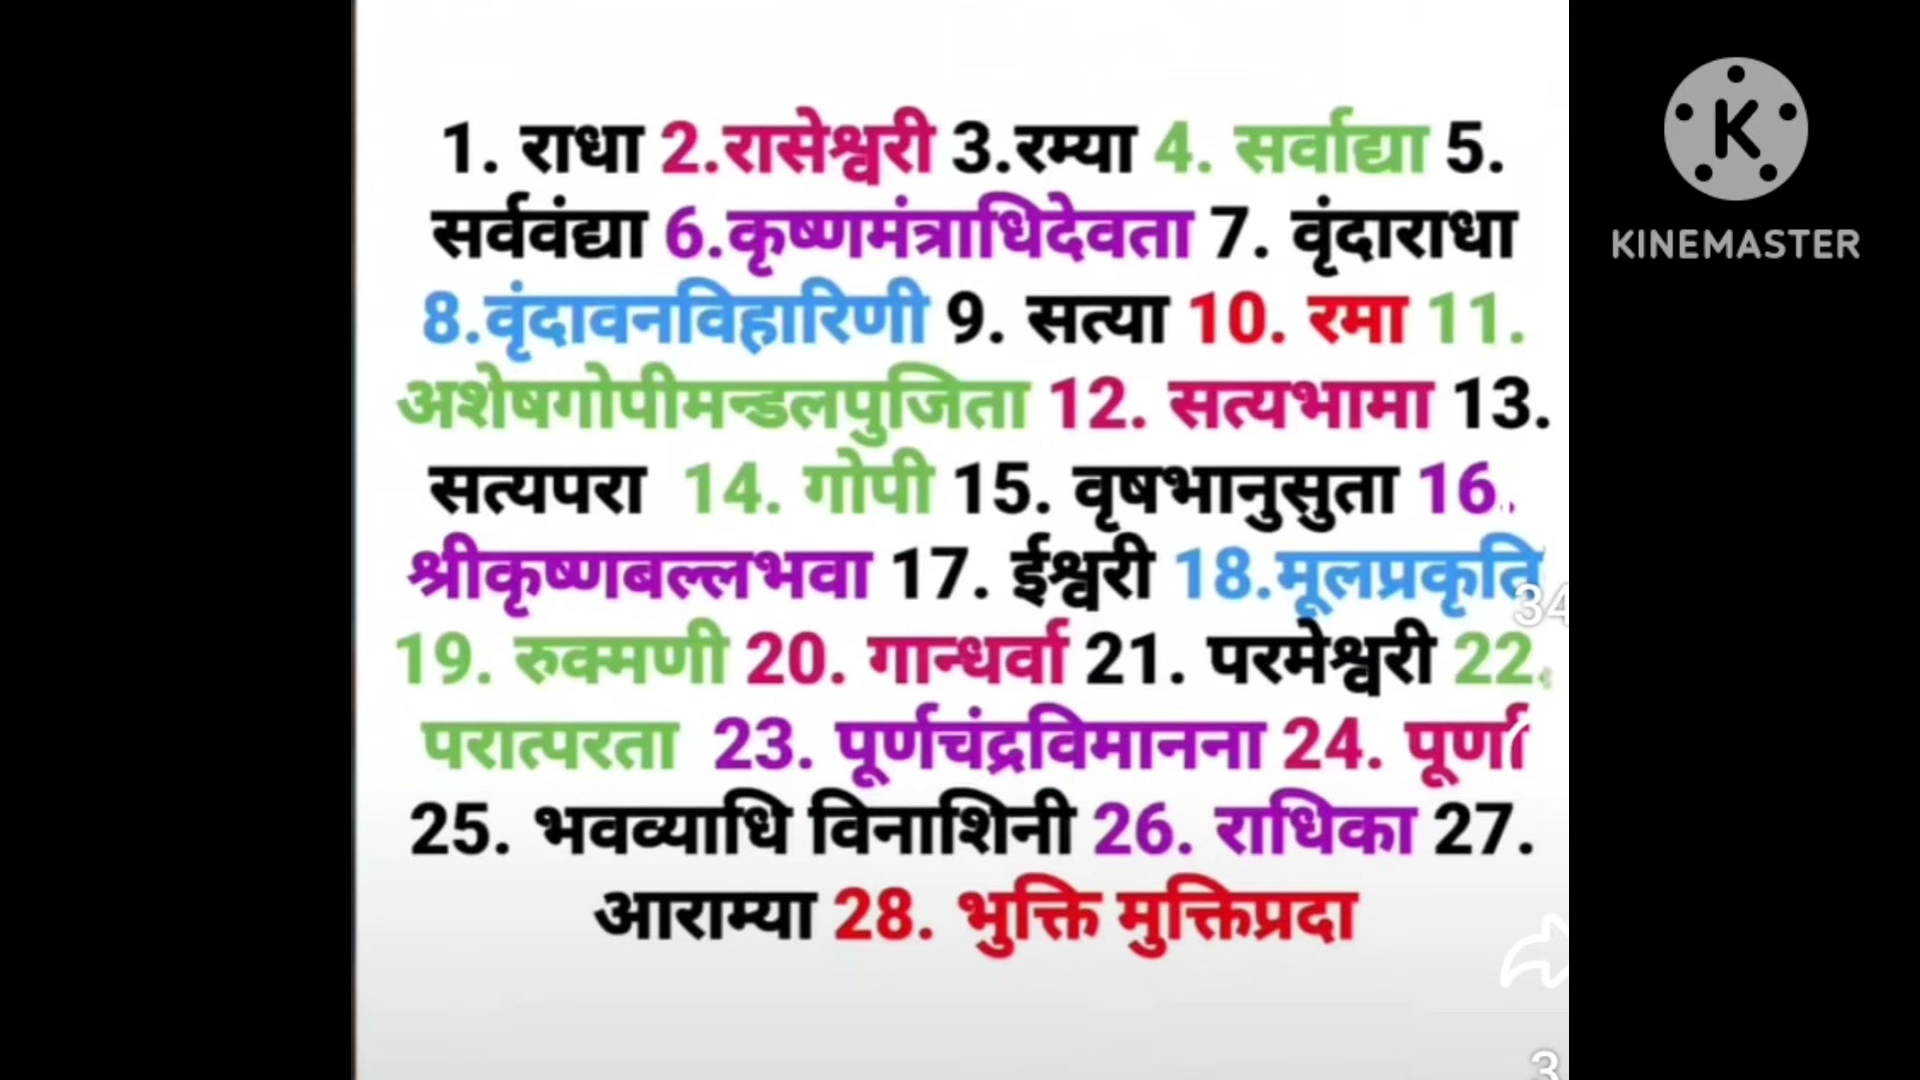 1. राधा 2.रासेश्वरी 3.रम्या 4. सर्वाद्या 5.
सर्ववंद्या 6.कृष्णमंत्राधिदेवता 7. वृंदाराधा
8.वृंदावनविहारिणी 9. सत्या 10. रमा 11.
अशेषगोपीमन्डलपुजिता 12. सत्यभामा 13.
सत्यपरा 14. गोपी 15. वृषभानुसुता 16.
श्रीकृष्णबल्लभवा 17. ईश्वरी 18.मूलप्रकृति
19. रुक्मणी 20. गान्धर्वा 21. परमेश्वरी 22.
परात्परता 23. पूर्णचंद्रविमानना 24. पूर्णा
25. भवव्याधि विनाशिनी 26. राधिका 27.
आराम्या 28. भुक्ति मुक्तिप्रदा
K
KINEMASTER